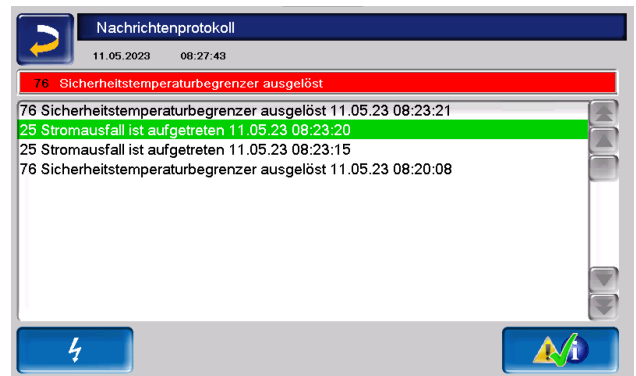 Nachrichtenprotokoll
11.05.2023 08:27:43
76 Sicherheitstemperaturbegrenzer ausgelöst
76 Sicherheitstemperaturbegrenzer ausgelöst 11.05.23 08:23:21
25 Stromausfall ist aufgetreten 11.05.23 08:23:20
25 Stromausfall ist aufgetreten 11.05.23 08:23:15
76 Sicherheitstemperaturbegrenzer ausgelöst 11.05.23 08:20:08